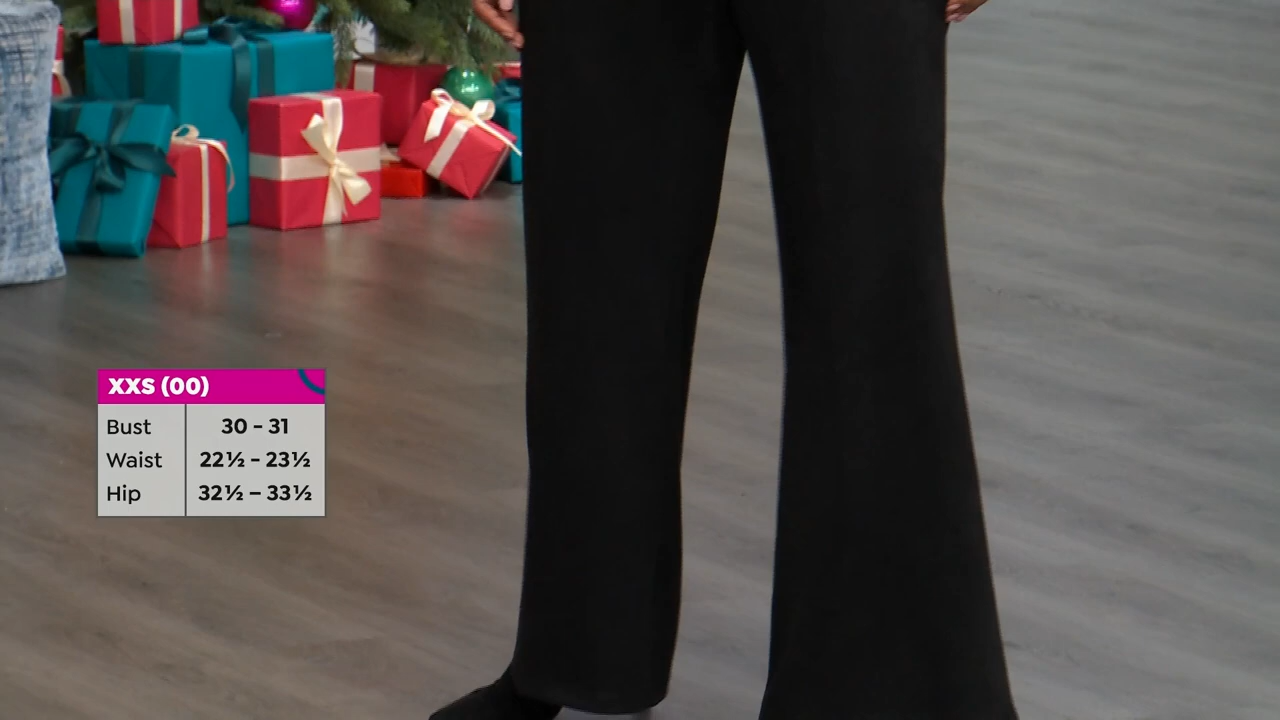 XXS (00)
Bust 30 - 31
Waist 22½ - 23½
Hip 32½ – 33½